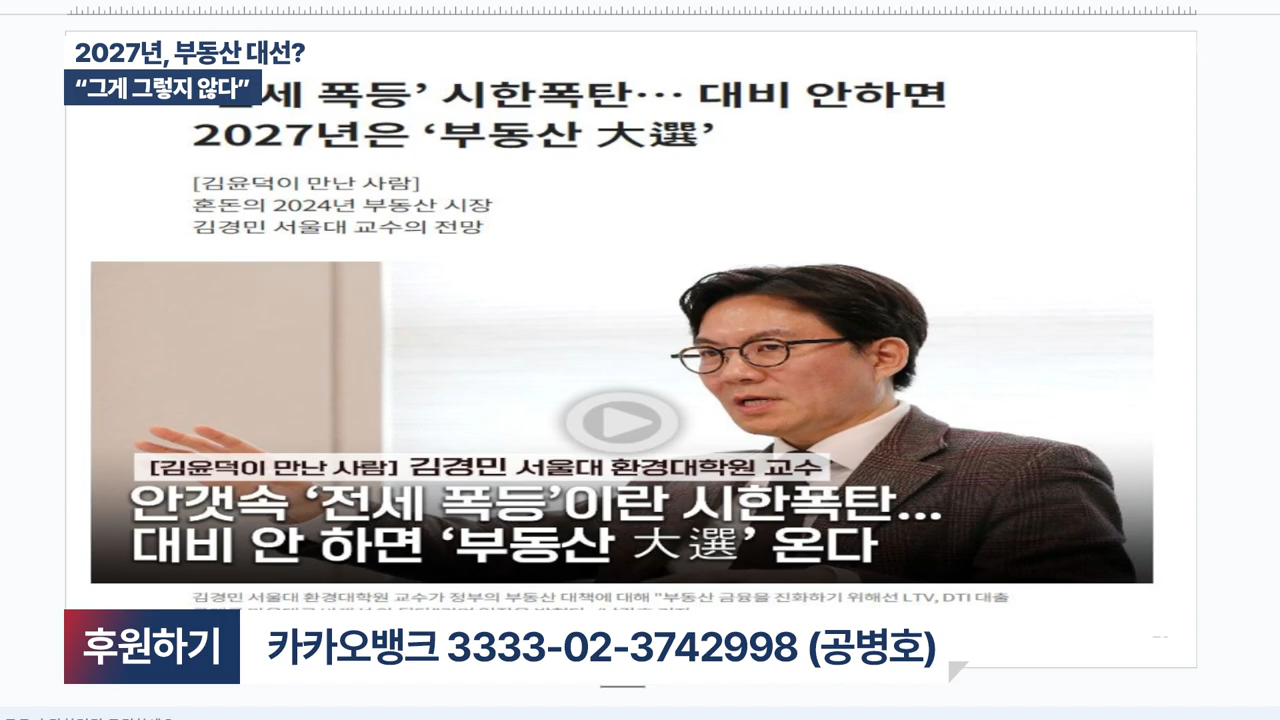 2027년, 부동산 대선?
“그게 그렇지 않다”
세 폭등’ 시한폭탄… 대비 안하면
2027년은 ‘부동산 大選’
[김윤덕이 만난 사람]
혼돈의 2024년 부동산 시장
김경민 서울대 교수의 전망
[김윤덕이 만난 사람] 김경민 서울대 환경대학원 교수
안갯속 ‘전세 폭등’이란 시한폭탄...
대비 안 하면 ‘부동산 大選’ 온다
김경민 서울대 환경대학원 교수가 정부의 부동산 대책에 대해 "부동산 금융을 진화하기 위해선 LTV, DTI 대출
후원하기
카카오뱅크 3333-02-3742998 (공병호)